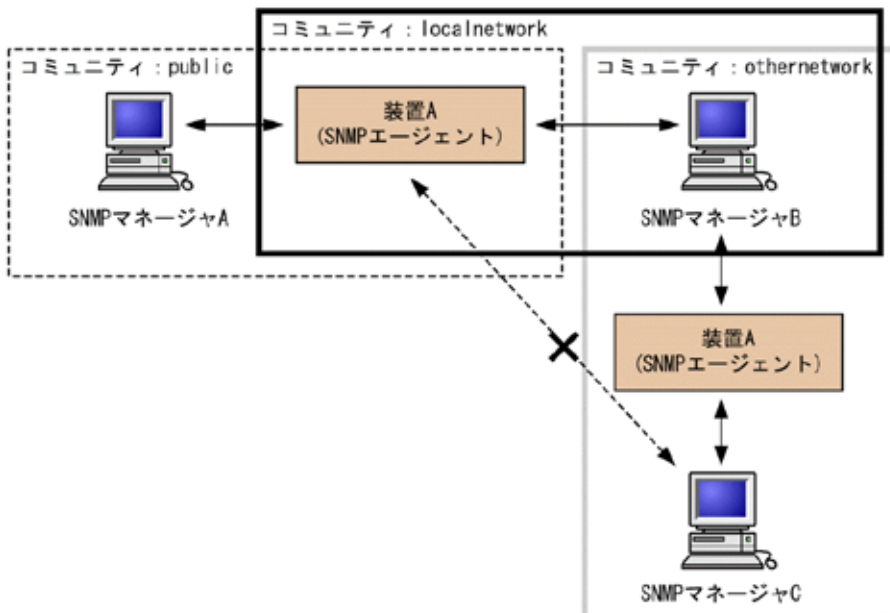 コミュニティ：localnetwork
コミュニティ：public
コミュニティ：othernetwork
装置A
(SNMPエージェント)
SNMPマネージャA
SNMPマネージャB
装置A
(SNMPエージェント)
SNMPマネージャC